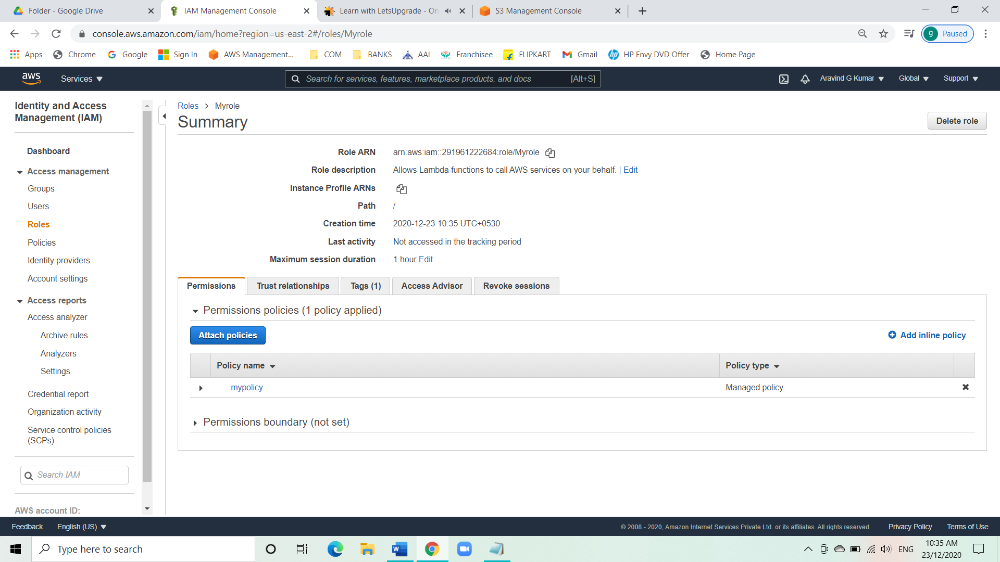 Folder - Google Drive
IAM Management Console
Learn with LetsUpgrade - On
S3 Management Console
console.aws.amazon.com/iam/home?region=us-east-2#/roles/Myrole
g Paused
Apps
Chrome
Google
Sign In
AWS Management...
COM
BANKS
AAI
Franchisee
FLIPKART
Gmail
HP Envy DVD Offer
Home Page
aws
Services
Search for services, features, marketplace products, and docs [Alt+S]
Aravind G Kumar
Global
Support
Identity and Access
Management (IAM)
Dashboard
Access management
Groups
Users
Roles
Policies
Identity providers
Account settings
Access reports
Access analyzer
Archive rules
Analyzers
Settings
Credential report
Organization activity
Service control policies
(SCPs)
Search IAM
AWS account ID:
Roles > Myrole
Summary
Delete role
Role ARN arn:aws:iam::291961222684:role/Myrole
Role description Allows Lambda functions to call AWS services on your behalf. | Edit
Instance Profile ARNs
Path /
Creation time 2020-12-23 10:35 UTC+0530
Last activity Not accessed in the tracking period
Maximum session duration 1 hour Edit
Permissions
Trust relationships
Tags (1)
Access Advisor
Revoke sessions
Permissions policies (1 policy applied)
Attach policies
Add inline policy
Policy name
Policy type
mypolicy
Managed policy
Permissions boundary (not set)
Feedback
English (US)
© 2008 - 2020, Amazon Internet Services Private Ltd. or its affiliates. All rights reserved.
Privacy Policy
Terms of Use
Type here to search
ENG
10:35 AM
23/12/2020